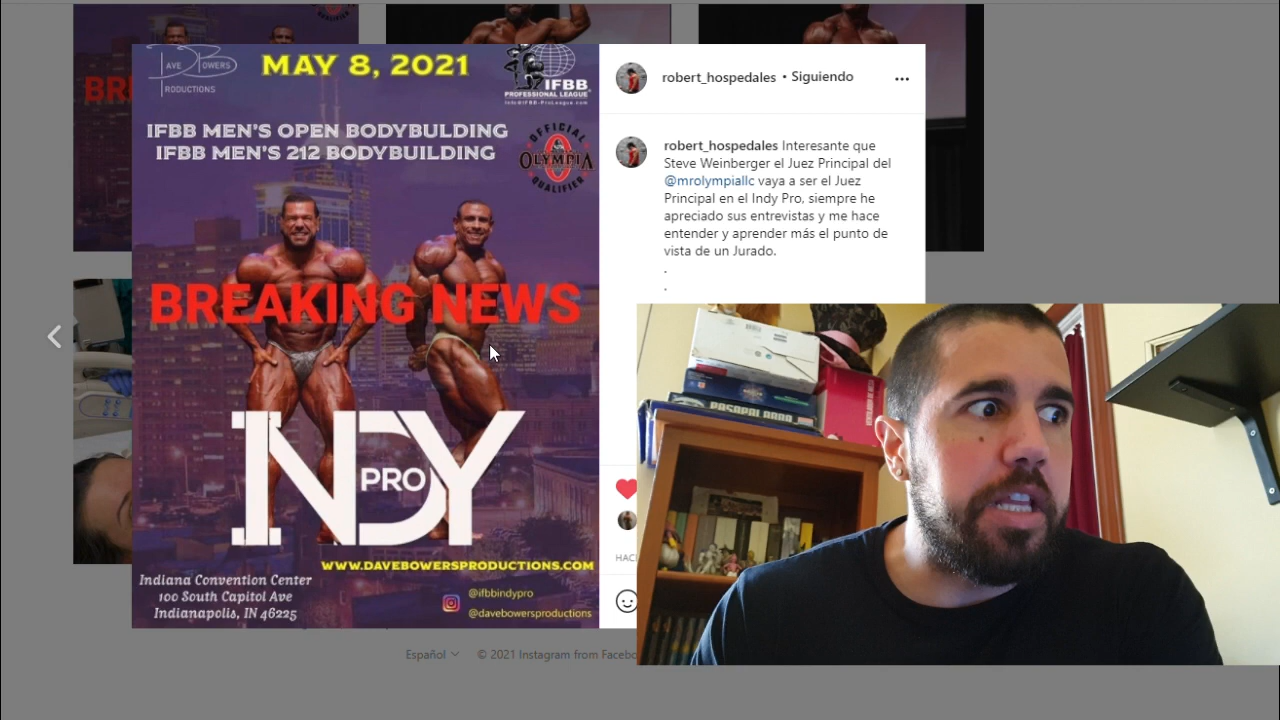 DAVE BOWERS
PRODUCTIONS
MAY 8, 2021
IFBB
PROFESSIONAL LEAGUE
IFBB MEN'S OPEN BODYBULDING
IFBB MEN'S 212 BODYBUILDING
OFFICIAL
OLYMPIA
QUALIFIER
BR
BREAKING NEWS
INDY
PRO
WWW.DAVEBOWERSPRODUCTIONS.COM
Indiana Convention Center
100 South Capitol Ave
Indianapolis, IN 46225
@ifbbindypro
@davebowersproductions
robert_hospedales • Siguiendo
robert_hospedales Interesante que
Steve Weinberger el Juez Principal del
@mrolympiallc vaya a ser el Juez
Principal en el Indy Pro, siempre he
apreciado sus entrevistas y me hace
entender y aprender más el punto de
vista de un Jurado.
.
.
HACE
PASAPALABRA
Español
© 2021 Instagram from Facebo